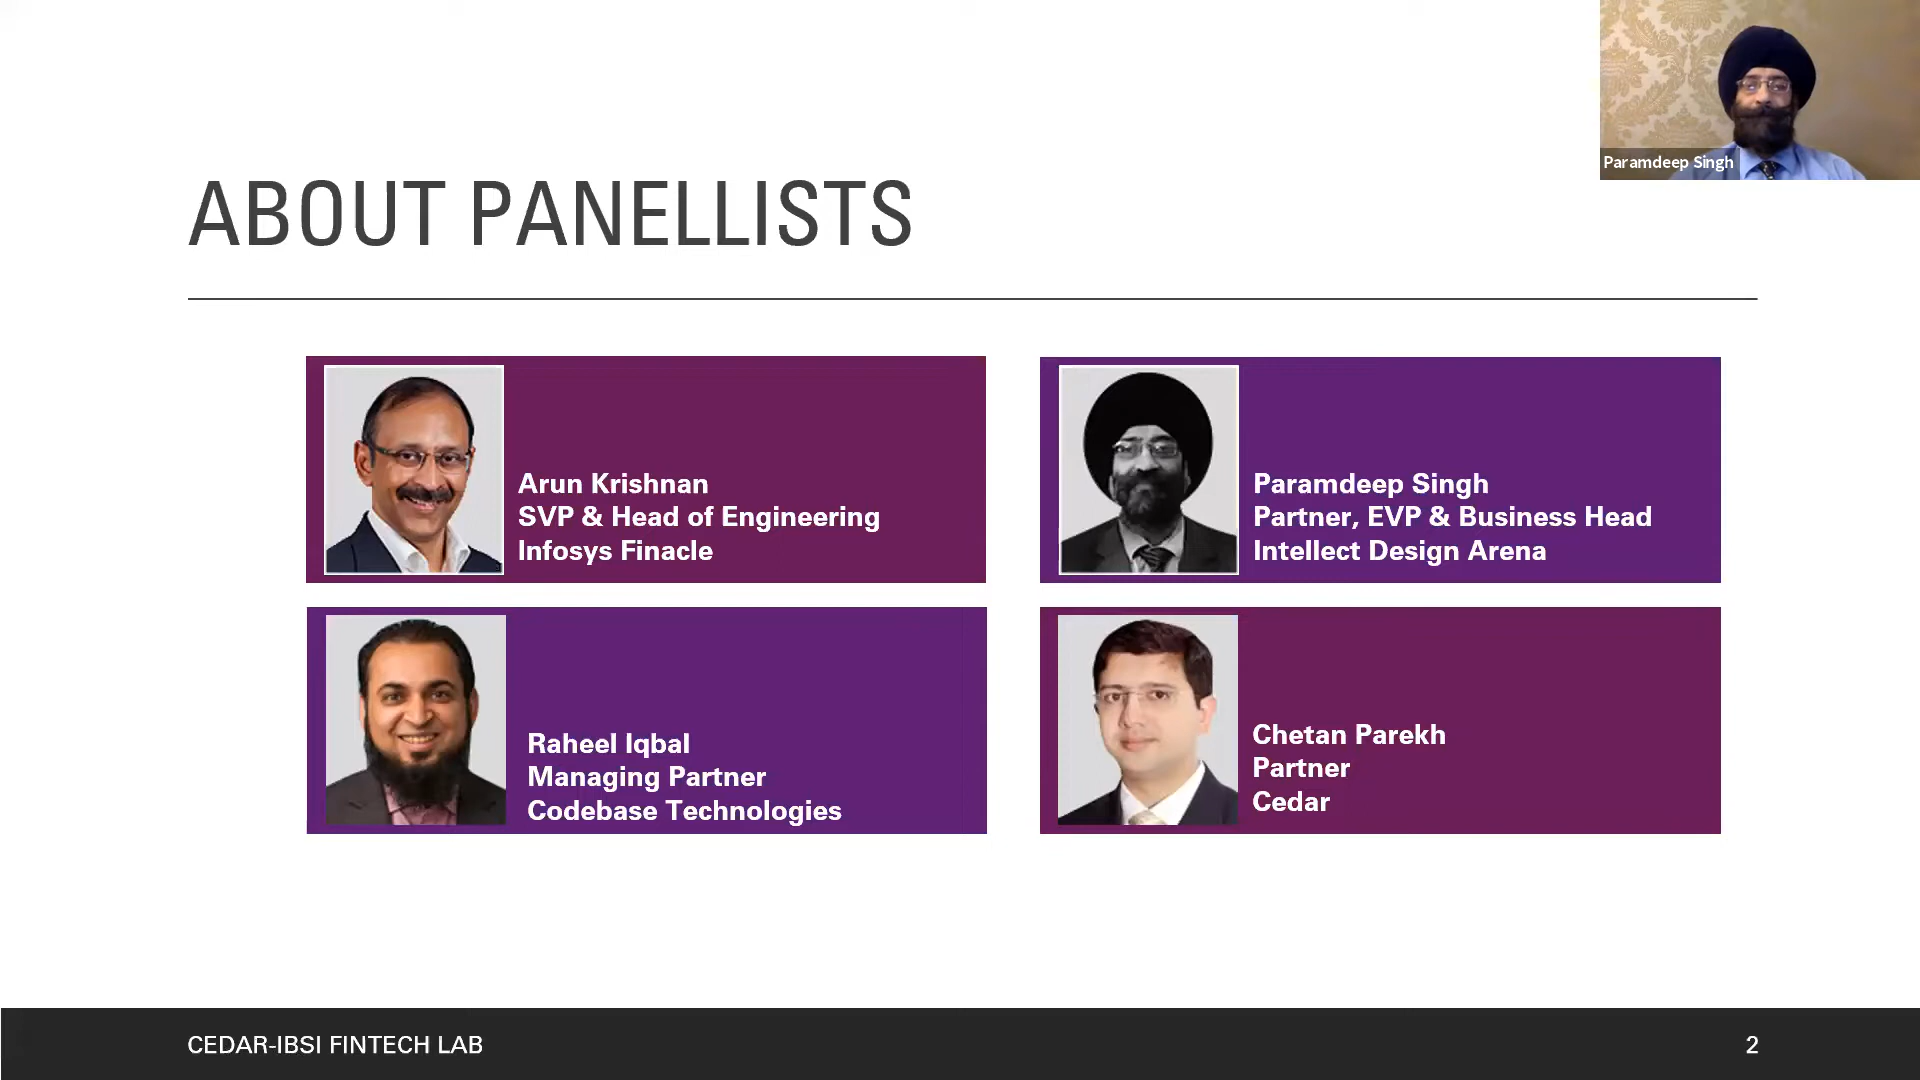 Paramdeep Singh
ABOUT PANELLISTS
Arun Krishnan
SVP & Head of Engineering
Infosys Finacle
Paramdeep Singh
Partner, EVP & Business Head
Intellect Design Arena
Raheel Iqbal
Managing Partner
Codebase Technologies
Chetan Parekh
Partner
Cedar
CEDAR-IBSI FINTECH LAB
2